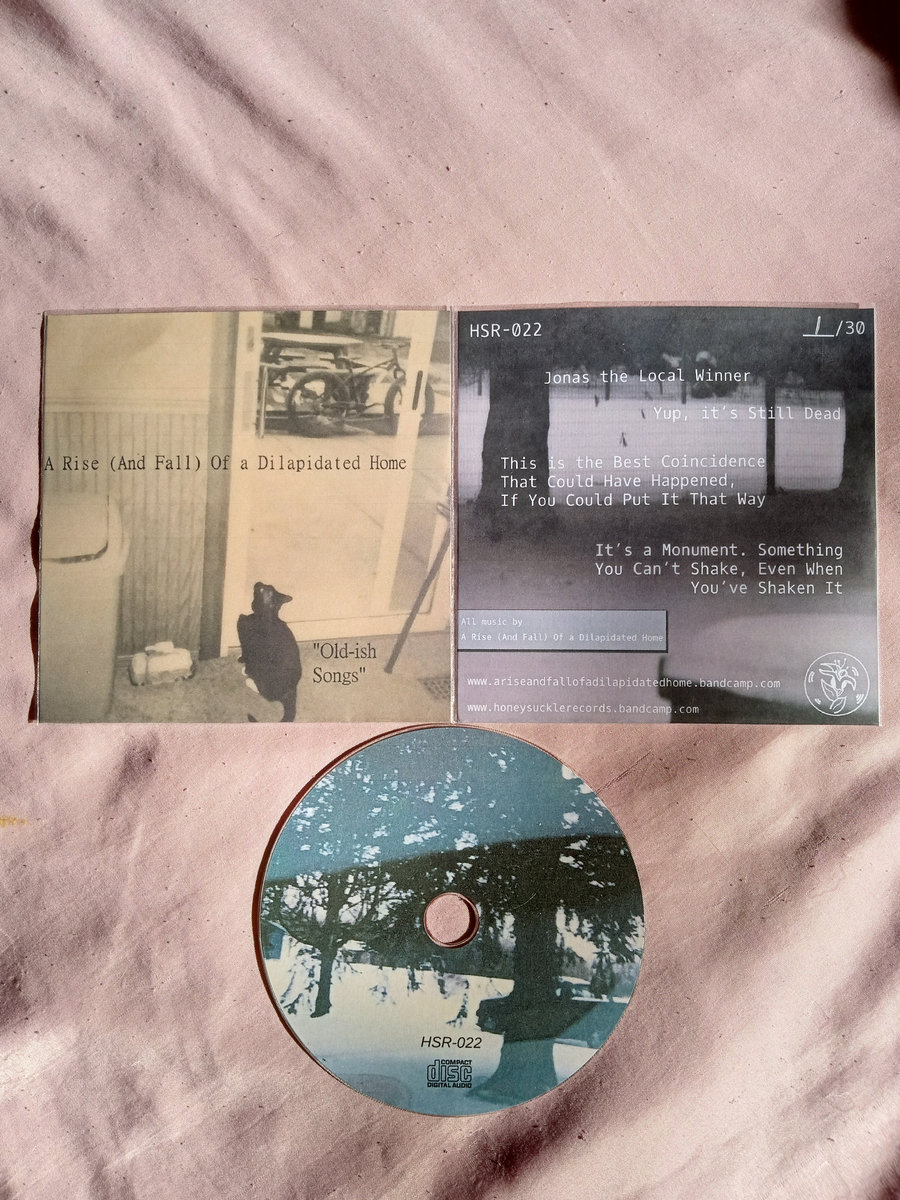 A Rise (And Fall) Of a Dilapidated Home
"Old-ish
Songs"
HSR-022
1/30
Jonas the Local Winner
Yup, it's Still Dead
This is the Best Coincidence
That Could Have Happened,
If You Could Put It That Way
It's a Monument. Something
You Can't Shake, Even When
You've Shaken It
All music by
A Rise (And Fall) Of a Dilapidated Home
www.ariseandfallofadilapidatedhome.bandcamp.com
www.honeysucklerecords.bandcamp.com
HSR-022
COMPACT
disc
DIGITAL AUDIO